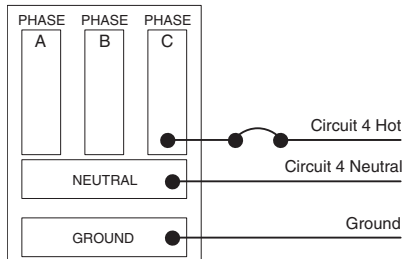 PHASE PHASE PHASE
A B C
Circuit 4 Hot
Circuit 4 Neutral
NEUTRAL
Ground
GROUND